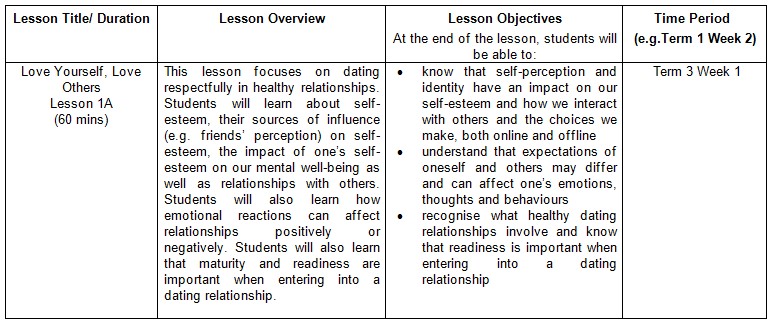 Lesson Title/ Duration
Lesson Overview
Lesson Objectives
At the end of the lesson, students will
be able to:
Time Period
(e.g.Term 1 Week 2)
Love Yourself, Love
Others
Lesson 1A
(60 mins)
This lesson focuses on dating
respectfully in healthy relationships.
Students will learn about self-
esteem, their sources of influence
(e.g. friends’ perception) on self-
esteem, the impact of one’s self-
esteem on our mental well-being as
well as relationships with others.
Students will also learn how
emotional reactions can affect
relationships positively or
negatively. Students will also learn
that maturity and readiness are
important when entering into a
dating relationship.
• know that self-perception and
identity have an impact on our
self-esteem and how we interact
with others and the choices we
make, both online and offline
• understand that expectations of
oneself and others may differ
and can affect one’s emotions,
thoughts and behaviours
• recognise what healthy dating
relationships involve and know
that readiness is important when
entering into a dating
relationship
Term 3 Week 1